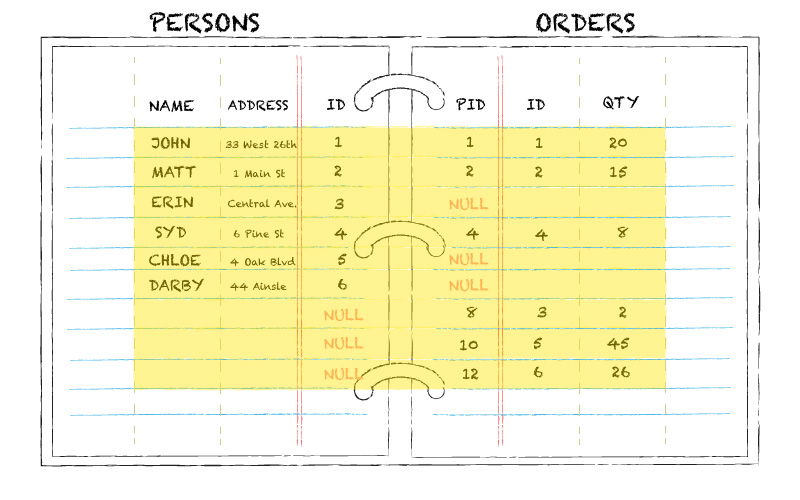 PERSONS ORDERS
NAME ADDRESS ID PID ID QTY
JOHN 33 West 26th 1 1 1 20
MATT 1 Main St 2 2 2 15
ERIN Central Ave. 3 NULL
SYD 6 Pine St 4 4 4 8
CHLOE 4 Oak Blvd 5 NULL
DARBY 44 Ainsle 6 NULL
NULL 8 3 2
NULL 10 5 45
NULL 12 6 26